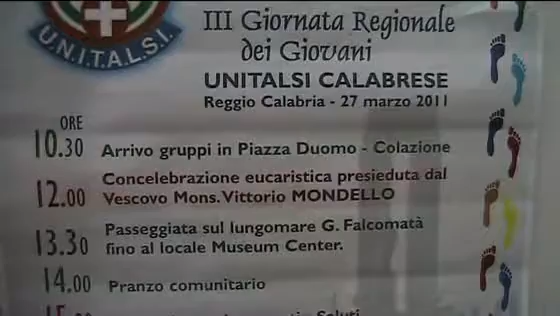 U.N.I.T.A.L.S.I.
III Giornata Regionale
dei Giovani
UNITALSI CALABRESE
Reggio Calabria - 27 marzo 2011
ORE
10.30 Arrivo gruppi in Piazza Duomo - Colazione
12.00 Concelebrazione eucaristica presieduta dal
Vescovo Mons. Vittorio MONDELLO
13.30 Passeggiata sul lungomare G. Falcomatà
fino al locale Museum Center.
14.00 Pranzo comunitario
Saluti